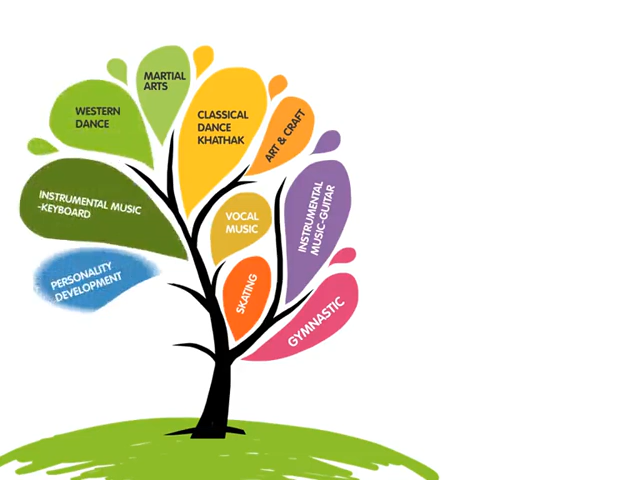 MARTIAL
ARTS
WESTERN
DANCE
CLASSICAL
DANCE
KHATHAK
ART & CRAFT
INSTRUMENTAL MUSIC
-KEYBOARD
VOCAL
MUSIC
INSTRUMENTAL
MUSIC-GUITAR
PERSONALITY
DEVELOPMENT
SKATING
GYMNASTIC